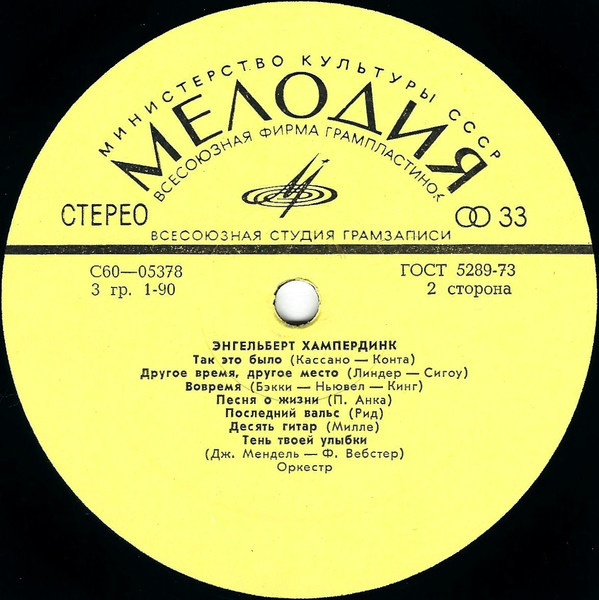 МИНИСТЕРСТВО КУЛЬТУРЫ СССР
МЕЛОДИЯ
ВСЕСОЮЗНАЯ ФИРМА ГРАМПЛАСТИНОК
СТЕРЕО 33
ВСЕСОЮЗНАЯ СТУДИЯ ГРАМЗАПИСИ
С60—05378 ГОСТ 5289-73
3 гр. 1-90 2 сторона
ЭНГЕЛЬБЕРТ ХАМПЕРДИНК
Так это было (Кассано — Конта)
Другое время, другое место (Линдер — Сигоу)
Вовремя (Бэкки — Ньювел — Кинг)
Песня о жизни (П. Анка)
Последний вальс (Рид)
Десять гитар (Милле)
Тень твоей улыбки
(Дж. Мендель — Ф. Вебстер)
Оркестр